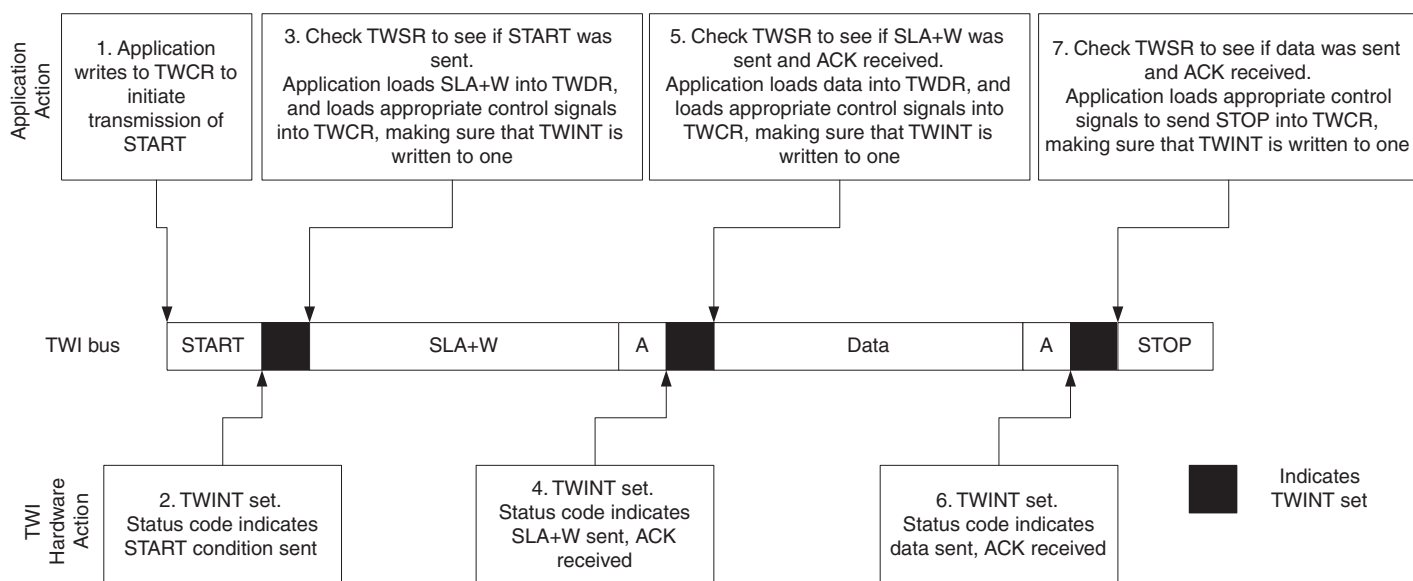 Application
Action
1. Application
writes to TWCR to
initiate
transmission of
START
3. Check TWSR to see if START was
sent.
Application loads SLA+W into TWDR,
and loads appropriate control signals
into TWCR, making sure that TWINT is
written to one
5. Check TWSR to see if SLA+W was
sent and ACK received.
Application loads data into TWDR, and
loads appropriate control signals into
TWCR, making sure that TWINT is
written to one
7. Check TWSR to see if data was sent
and ACK received.
Application loads appropriate control
signals to send STOP into TWCR,
making sure that TWINT is written to one
TWI bus
START
SLA+W
A
Data
A
STOP
TWI
Hardware
Action
2. TWINT set.
Status code indicates
START condition sent
4. TWINT set.
Status code indicates
SLA+W sent, ACK
received
6. TWINT set.
Status code indicates
data sent, ACK received
Indicates
TWINT set